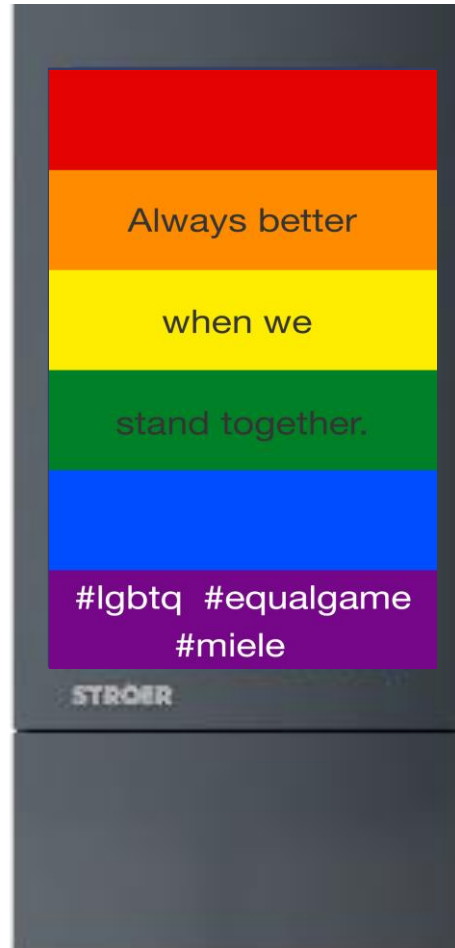 Always better
when we
stand together.
#lgbtq #equalgame
#miele
STRÖER